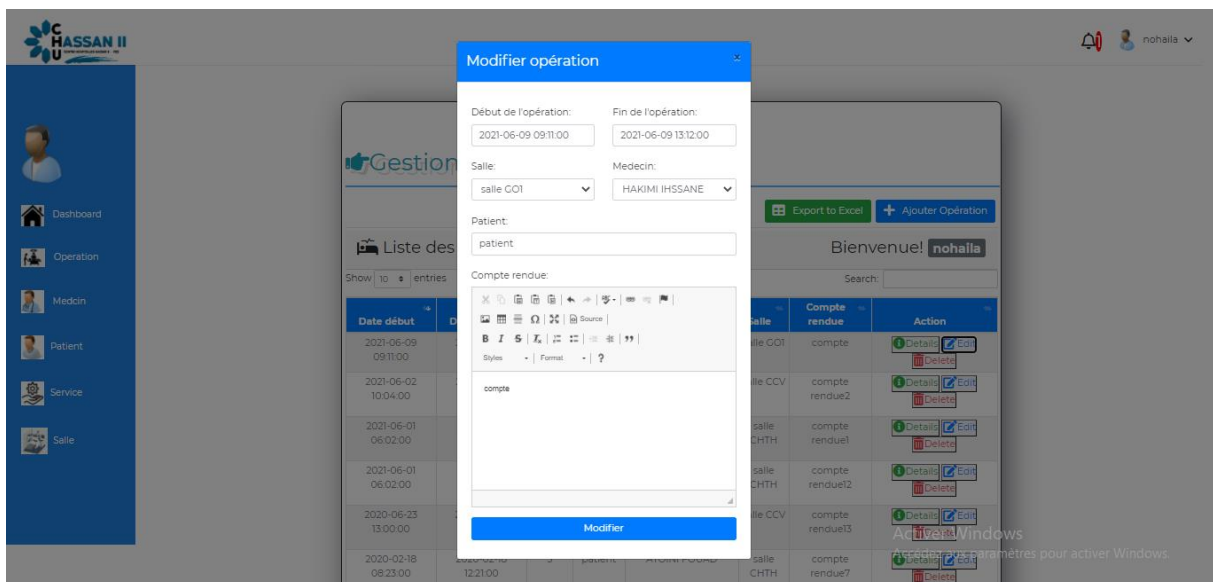 CHU
HASSAN II
nohaila
Modifier opération
×
Début de l'opération:
Fin de l'opération:
2021-06-09 09:11:00
2021-06-09 13:12:00
Gestion
Salle:
Medecin:
salle GO1
HAKIMI IHSSANE
Dashboard
Export to Excel
Ajouter Opération
Patient:
patient
Liste des
Bienvenue! nohaila
Operation
Show 10 entries
Search:
Compte rendue:
Medcin
Source
Date début
D
Salle
Compte rendue
Action
B I S
Styles
Format
?
Patient
2021-06-09 09:11:00
compte
Details Edit
Delete
compte
2021-06-02 10:04:00
lle CCV
compte rendue2
Details Edit
Delete
Service
2021-06-01 06:02:00
salle CHTH
compte rendue1
Details Edit
Delete
Salle
2021-06-01 06:02:00
salle CHTH
compte rendue12
Details Edit
Delete
2020-06-23 13:00:00
lle CCV
compte rendue13
Details Edit
Delete
Modifier
Activer Windows
Accédez aux paramètres pour activer Windows.
2020-02-18 08:23:00
12:21:00
patient
salle CHTH
compte rendue7
Details Edit
Delete